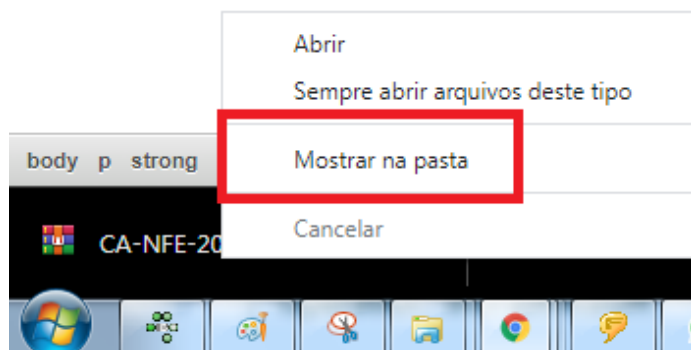 Abrir
Sempre abrir arquivos deste tipo
Mostrar na pasta
body p strong
Cancelar
CA-NFE-20